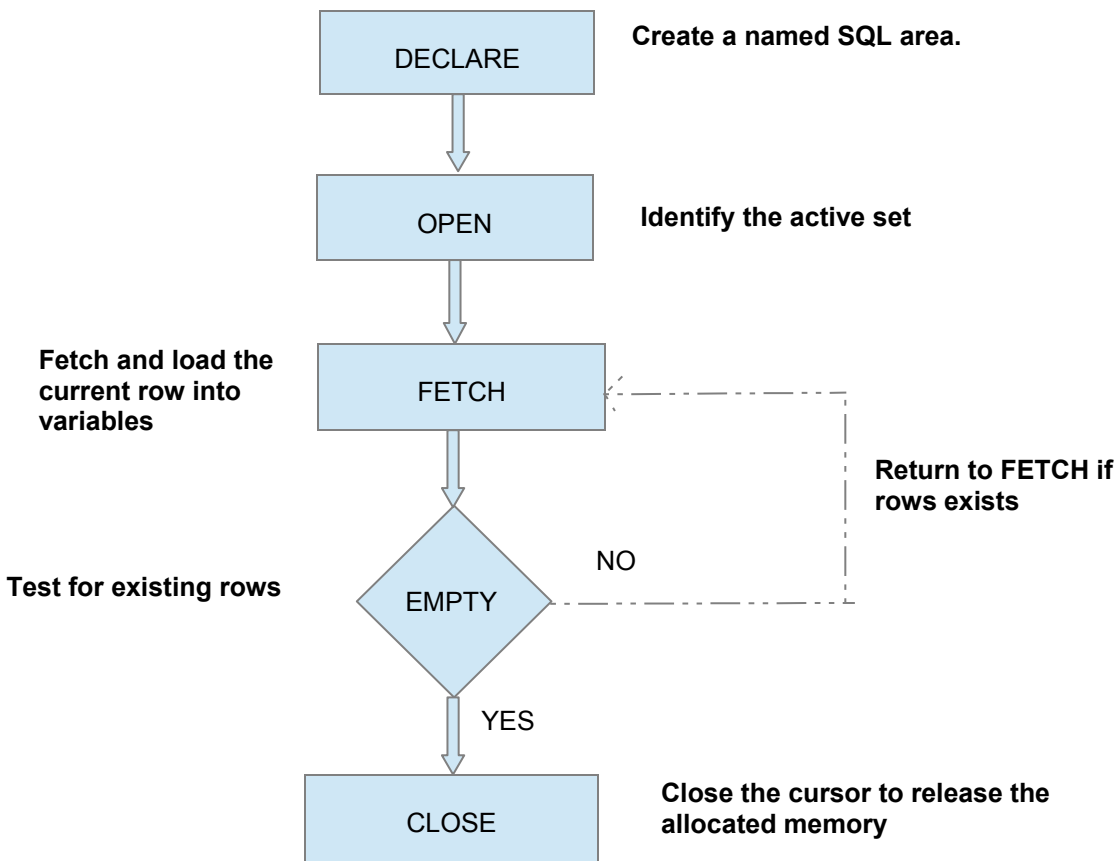 DECLARE
Create a named SQL area.
OPEN
Identify the active set
Fetch and load the
current row into
variables
FETCH
Return to FETCH if
rows exists
Test for existing rows
EMPTY
NO
YES
CLOSE
Close the cursor to release the
allocated memory